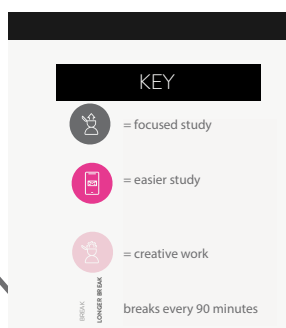 KEY
= focused study
= easier study
= creative work
BREAK
LONGER BREAK
breaks every 90 minutes